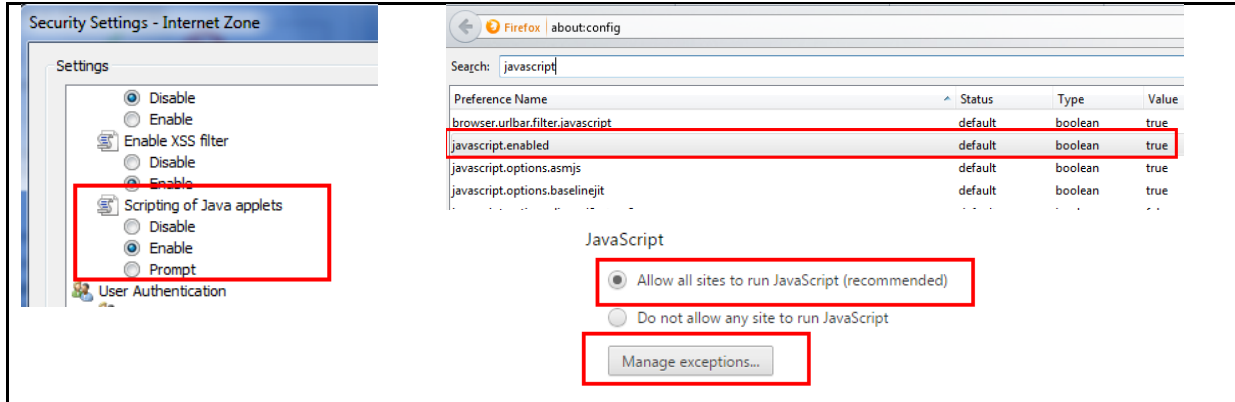 Security Settings - Internet Zone
Settings
Disable
Enable
Enable XSS filter
Disable
Enable
Scripting of Java applets
Disable
Enable
Prompt
User Authentication
Firefox about:config
Search: javascript
Preference Name Status Type Value
browser.urlbar.filter.javascript default boolean true
javascript.enabled default boolean true
javascript.options.asmjs default boolean true
javascript.options.baselinejit default boolean true
JavaScript
Allow all sites to run JavaScript (recommended)
Do not allow any site to run JavaScript
Manage exceptions...